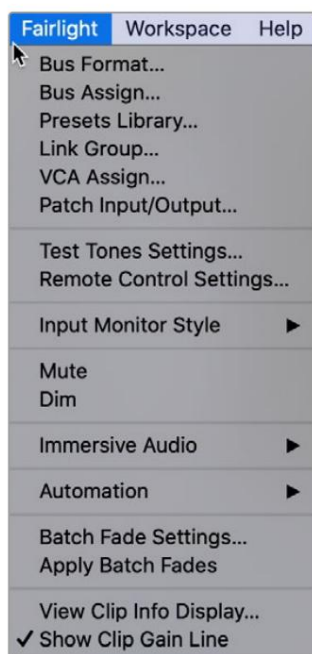 Fairlight Workspace Help
Bus Format...
Bus Assign...
Presets Library...
Link Group...
VCA Assign...
Patch Input/Output...
Test Tones Settings...
Remote Control Settings...
Input Monitor Style
Mute
Dim
Immersive Audio
Automation
Batch Fade Settings...
Apply Batch Fades
View Clip Info Display...
✓ Show Clip Gain Line